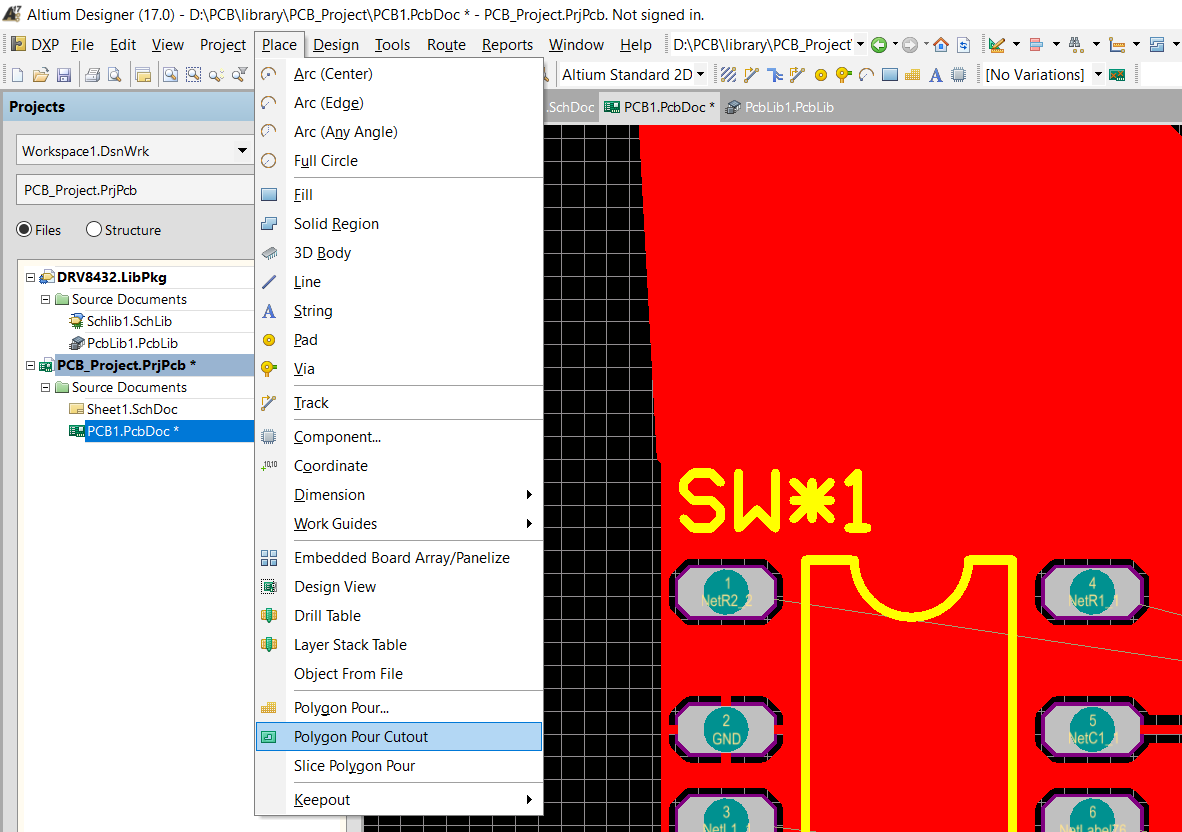 Altium Designer (17.0) - D:\PCB\library\PCB_Project\PCB1.PcbDoc * - PCB_Project.PrjPcb. Not signed in.
DXP File Edit View Project Place Design Tools Route Reports Window Help D:\PCB\library\PCB_Project\
Altium Standard 2D [No Variations]
Projects
.SchDoc PCB1.PcbDoc * PcbLib1.PcbLib
Workspace1.DsnWrk
PCB_Project.PrjPcb
Files Structure
DRV8432.LibPkg
Source Documents
Schlib1.SchLib
PcbLib1.PcbLib
PCB_Project.PrjPcb *
Source Documents
Sheet1.SchDoc
PCB1.PcbDoc *
Arc (Center)
Arc (Edge)
Arc (Any Angle)
Full Circle
Fill
Solid Region
3D Body
Line
String
Pad
Via
Track
Component...
Coordinate
Dimension
Work Guides
Embedded Board Array/Panelize
Design View
Drill Table
Layer Stack Table
Object From File
Polygon Pour...
Polygon Pour Cutout
Slice Polygon Pour
Keepout
SW*1
1
NetR2_2
4
NetR1_1
2
GND
5
NetC1_1
3
NetL1_1
6